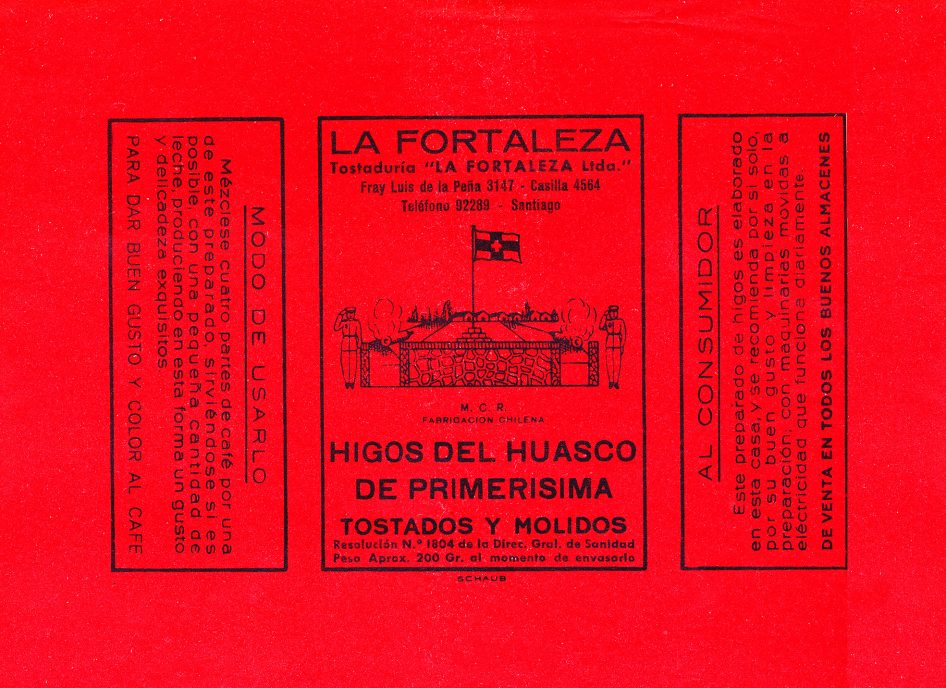 MODO DE USARLO
Mézclese cuatro partes de café por una
de este preparado, sirviéndose si es
posible con una pequeña cantidad de
leche, produciendo en esta forma un gusto
y delicadeza exquisitos
PARA DAR BUEN GUSTO Y COLOR AL CAFE
LA FORTALEZA
Tostaduría "LA FORTALEZA Ltda."
Fray Luis de la Peña 3147 - Casilla 4564
Teléfono 92289 - Santiago
M. C. R.
FABRICACION CHILENA
HIGOS DEL HUASCO
DE PRIMERISIMA
TOSTADOS Y MOLIDOS
Resolución N.º 1804 de la Direc. Gral. de Sanidad
Peso Aprox. 200 Gr. al momento de envasarlo
SCHAUB
AL CONSUMIDOR
Este preparado de higos es elaborado
en esta casa, y se recomienda por si solo,
por su buen gusto y limpieza en la
preparación, con maquinarias movidas a
eléctricidad que funciona diariamente.
DE VENTA EN TODOS LOS BUENOS ALMACENES